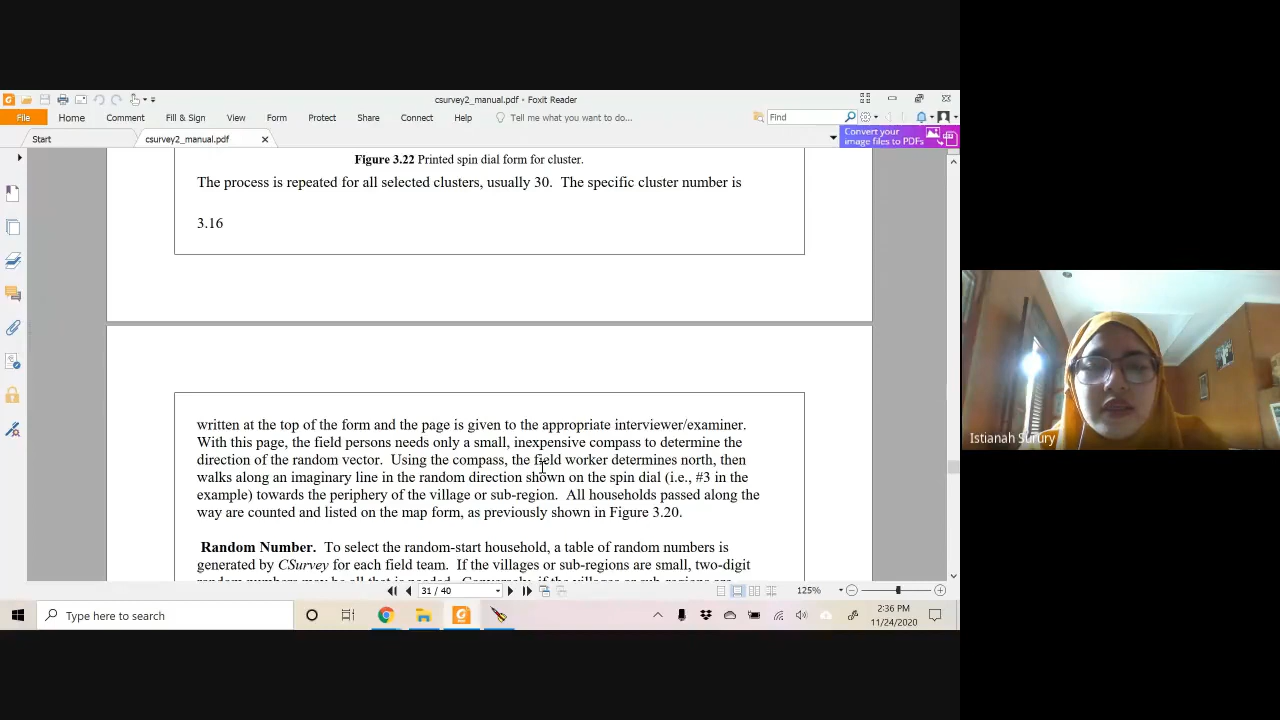 csurvey2_manual.pdf - Foxit Reader
File Home Comment Fill & Sign View Form Protect Share Connect Help Tell me what you want to do... Find
Start csurvey2_manual.pdf
Convert your
image files to PDFs
Figure 3.22 Printed spin dial form for cluster.
The process is repeated for all selected clusters, usually 30. The specific cluster number is
3.16
written at the top of the form and the page is given to the appropriate interviewer/examiner.
With this page, the field persons needs only a small, inexpensive compass to determine the
direction of the random vector. Using the compass, the field worker determines north, then
walks along an imaginary line in the random direction shown on the spin dial (i.e., #3 in the
example) towards the periphery of the village or sub-region. All households passed along the
way are counted and listed on the map form, as previously shown in Figure 3.20.
Random Number. To select the random-start household, a table of random numbers is
generated by CSurvey for each field team. If the villages or sub-regions are small, two-digit
31 / 40
125%
Type here to search
2:36 PM
11/24/2020
Istianah Surury